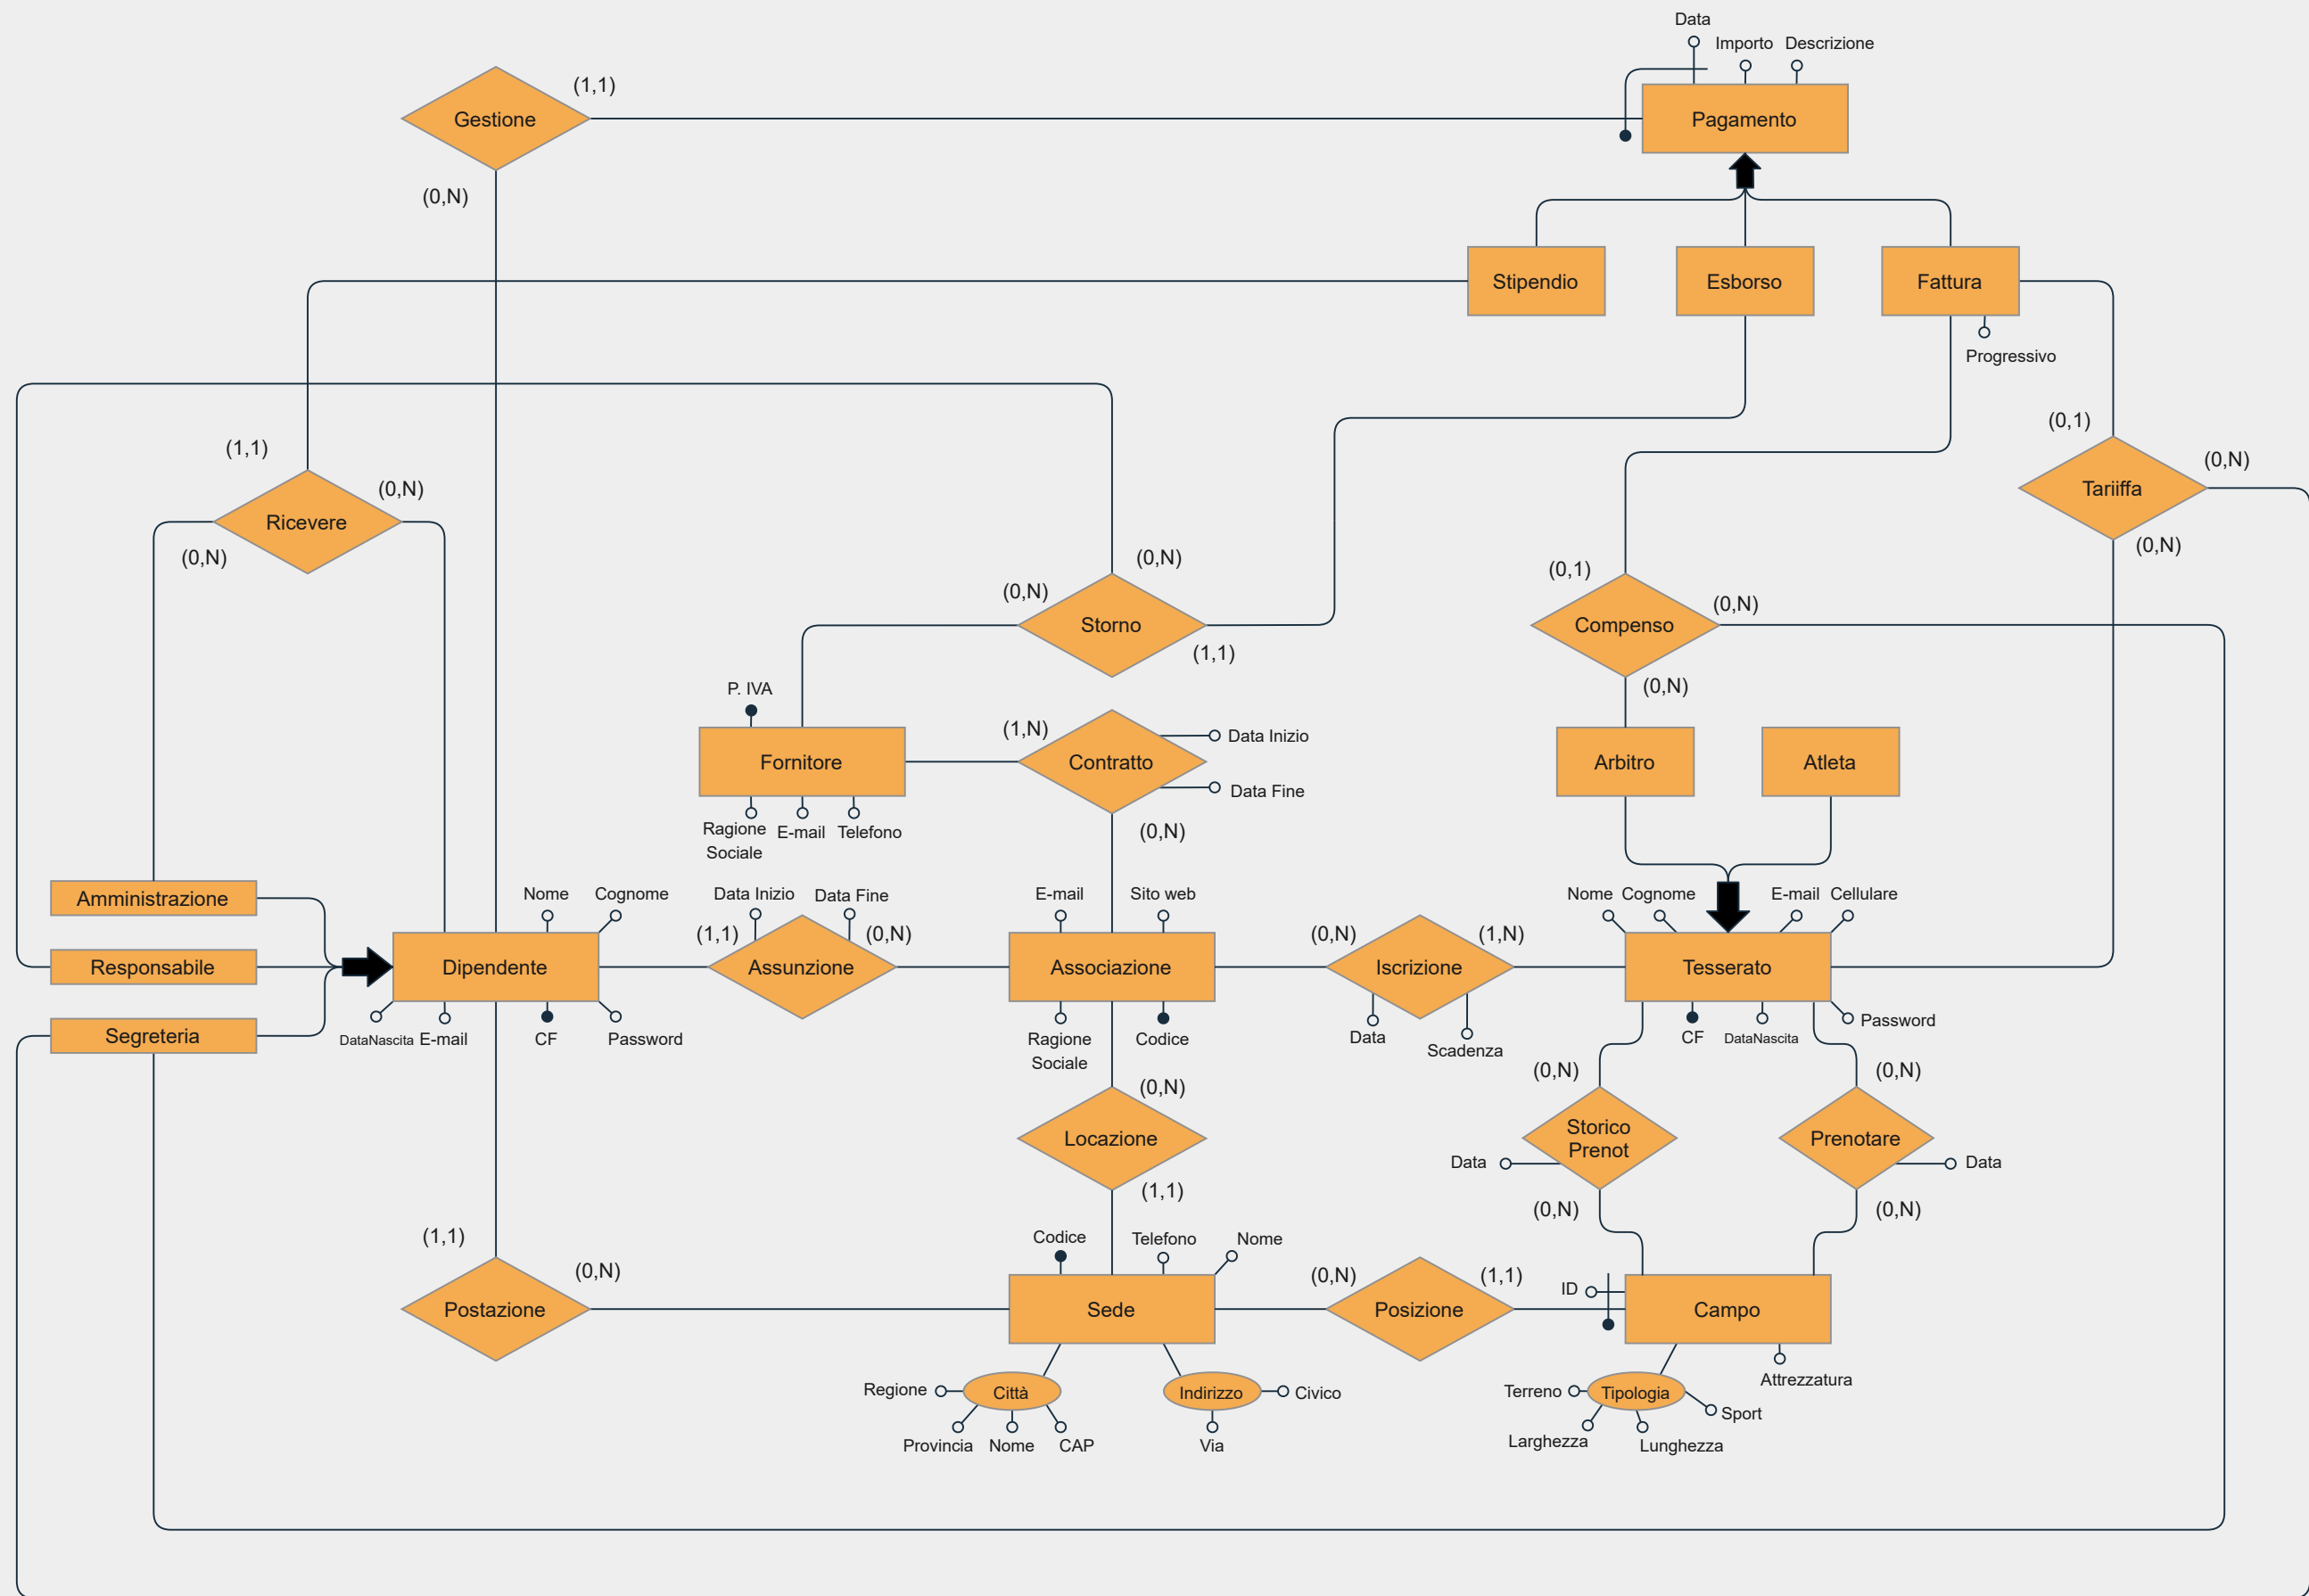 Data
Importo
Descrizione
(1,1)
Gestione
Pagamento
(0,N)
Stipendio
Esborso
Fattura
Progressivo
(0,1)
(1,1)
(0,N)
(0,N)
Tariiffa
Ricevere
(0,N)
(0,N)
(0,N)
(0,1)
(0,N)
(0,N)
Storno
Compenso
(1,1)
(0,N)
P. IVA
(1,N)
Data Inizio
Fornitore
Contratto
Arbitro
Atleta
Data Fine
Ragione
Sociale
E-mail
Telefono
(0,N)
Amministrazione
Nome
Cognome
Data Inizio
Data Fine
E-mail
Sito web
Nome
Cognome
E-mail
Cellulare
(1,1)
(0,N)
(0,N)
(1,N)
Responsabile
Dipendente
Assunzione
Associazione
Iscrizione
Tesserato
Segreteria
DataNascita
E-mail
CF
Password
Ragione
Sociale
Codice
Data
Scadenza
CF
DataNascita
Password
(0,N)
(0,N)
(0,N)
Locazione
Storico
Prenot
Prenotare
Data
Data
(1,1)
(0,N)
(0,N)
(1,1)
Codice
Telefono
Nome
(0,N)
(0,N)
(1,1)
ID
Postazione
Sede
Posizione
Campo
Regione
Città
Indirizzo
Civico
Terreno
Tipologia
Attrezzatura
Sport
Provincia
Nome
CAP
Via
Larghezza
Lunghezza